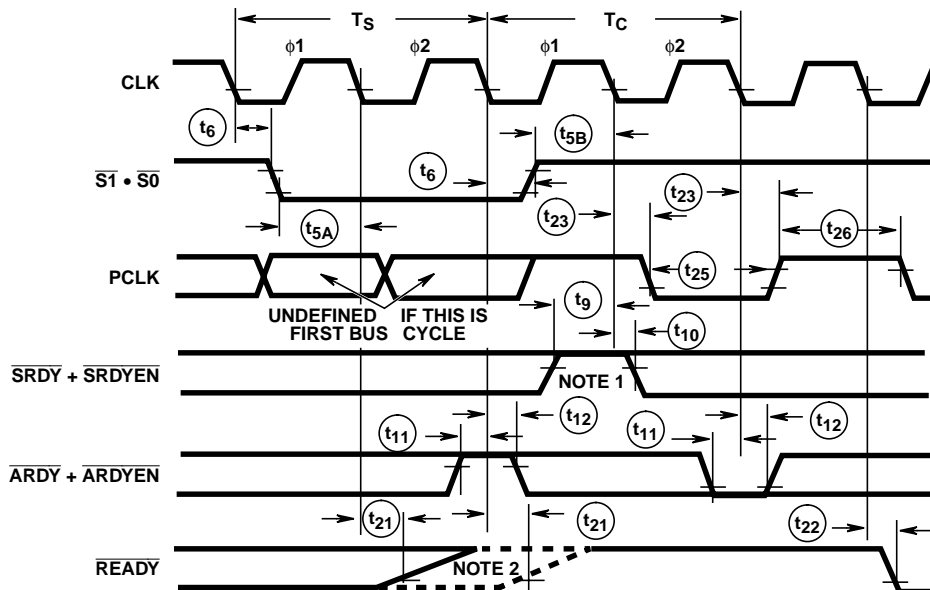 TS TC
ϕ1 ϕ2 ϕ1 ϕ2
CLK
t6 t5B
S1 • S0
t6
t23 t23
t5A t26
PCLK
t25
UNDEFINED IF THIS IS
FIRST BUS CYCLE
t9
t10
SRDY + SRDYEN
NOTE 1
t11 t12 t11 t12
ARDY + ARDYEN
t21 t21 t22
READY
NOTE 2